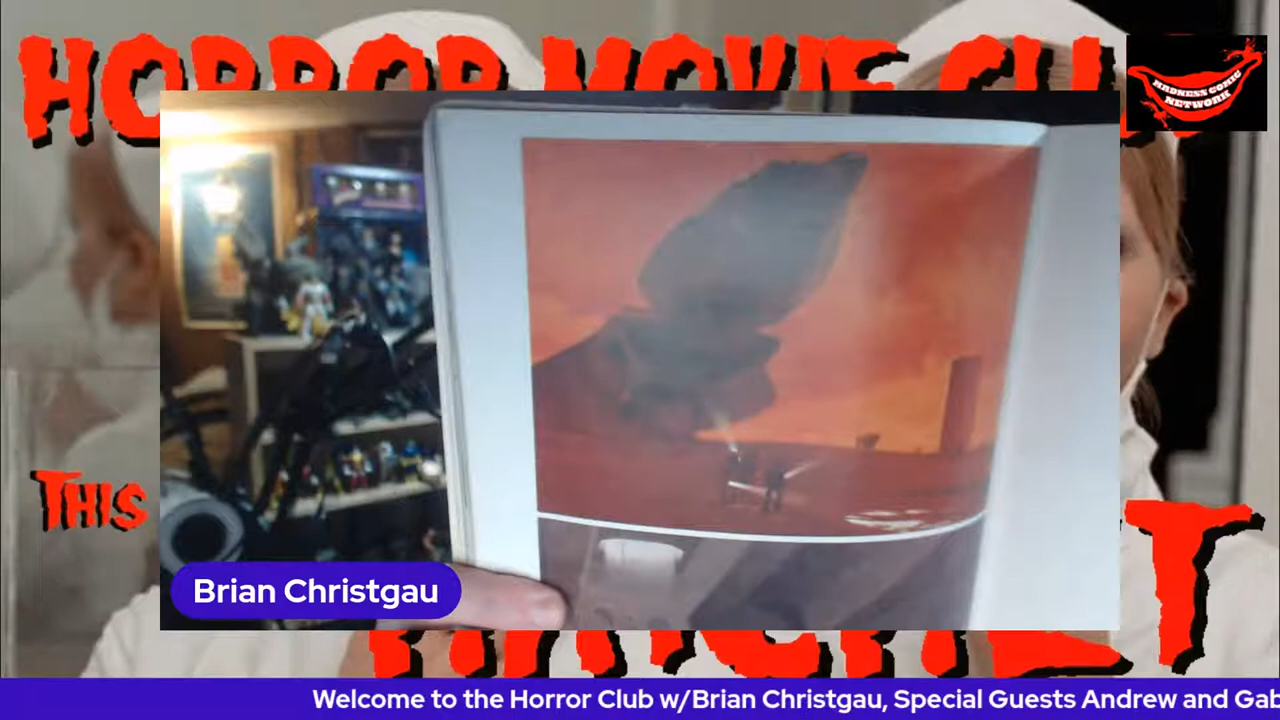 HORROR MOVIE CLU
MADNESS COMIC
NETWORK
THIS
Brian Christgau
Welcome to the Horror Club w/Brian Christgau, Special Guests Andrew and Gab